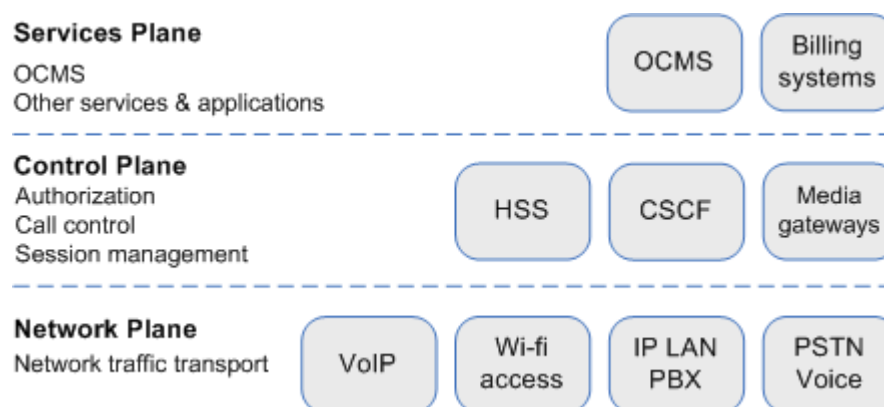 Services Plane
OCMS
Other services & applications
OCMS
Billing
systems
Control Plane
Authorization
Call control
Session management
HSS
CSCF
Media
gateways
Network Plane
Network traffic transport
VoIP
Wi-fi
access
IP LAN
PBX
PSTN
Voice